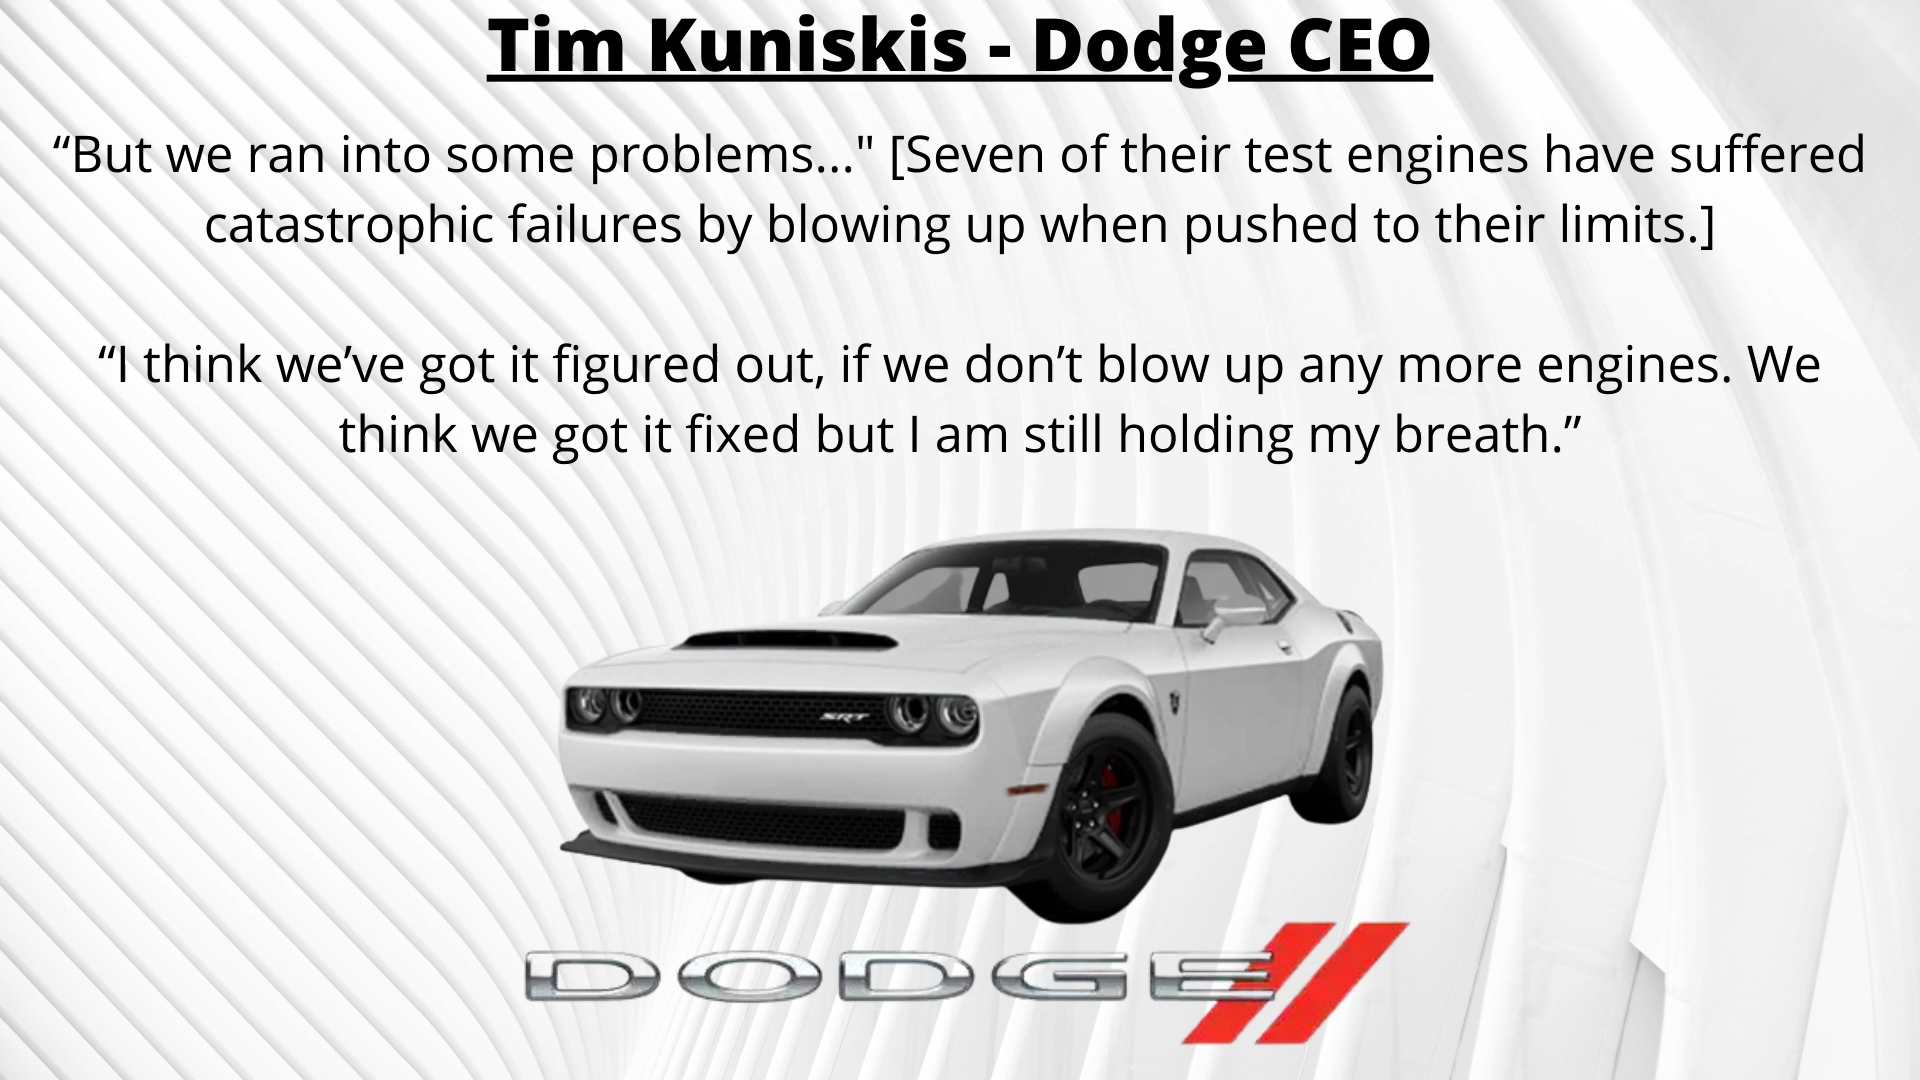 Tim Kuniskis - Dodge CEO
“But we ran into some problems..." [Seven of their test engines have suffered
catastrophic failures by blowing up when pushed to their limits.]
“I think we’ve got it figured out, if we don’t blow up any more engines. We
think we got it fixed but I am still holding my breath.”
SRT
DODGE